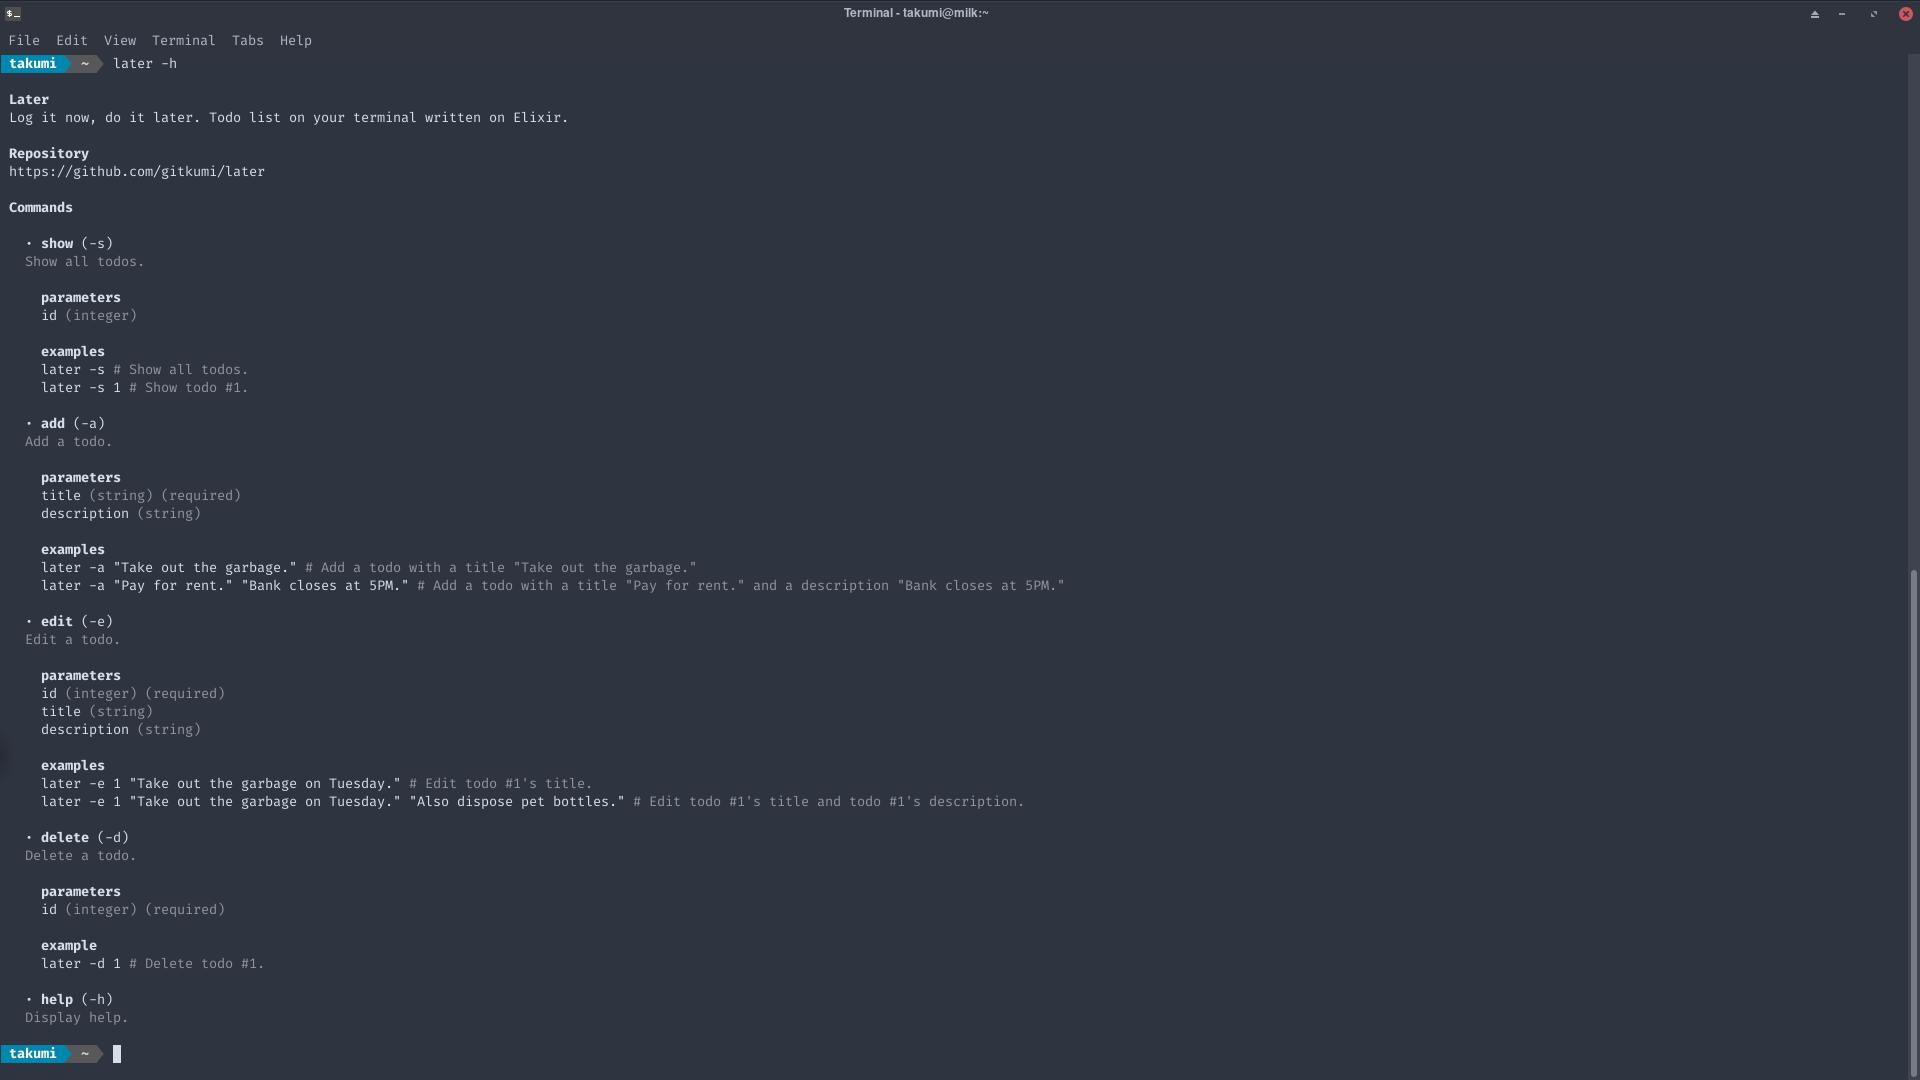 Terminal - takumi@milk:~
File Edit View Terminal Tabs Help
takumi ~ later -h
Later
Log it now, do it later. Todo list on your terminal written on Elixir.
Repository
https://github.com/gitkumi/later
Commands
· show (-s)
Show all todos.
parameters
id (integer)
examples
later -s # Show all todos.
later -s 1 # Show todo #1.
· add (-a)
Add a todo.
parameters
title (string) (required)
description (string)
examples
later -a "Take out the garbage." # Add a todo with a title "Take out the garbage."
later -a "Pay for rent." "Bank closes at 5PM." # Add a todo with a title "Pay for rent." and a description "Bank closes at 5PM."
· edit (-e)
Edit a todo.
parameters
id (integer) (required)
title (string)
description (string)
examples
later -e 1 "Take out the garbage on Tuesday." # Edit todo #1's title.
later -e 1 "Take out the garbage on Tuesday." "Also dispose pet bottles." # Edit todo #1's title and todo #1's description.
· delete (-d)
Delete a todo.
parameters
id (integer) (required)
example
later -d 1 # Delete todo #1.
· help (-h)
Display help.
takumi ~